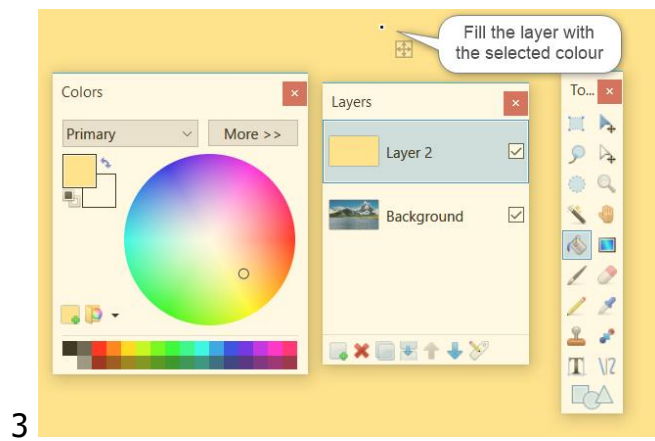 Fill the layer with
the selected colour
Colors
Primary
More >>
Layers
Layer 2
Background
To...
3